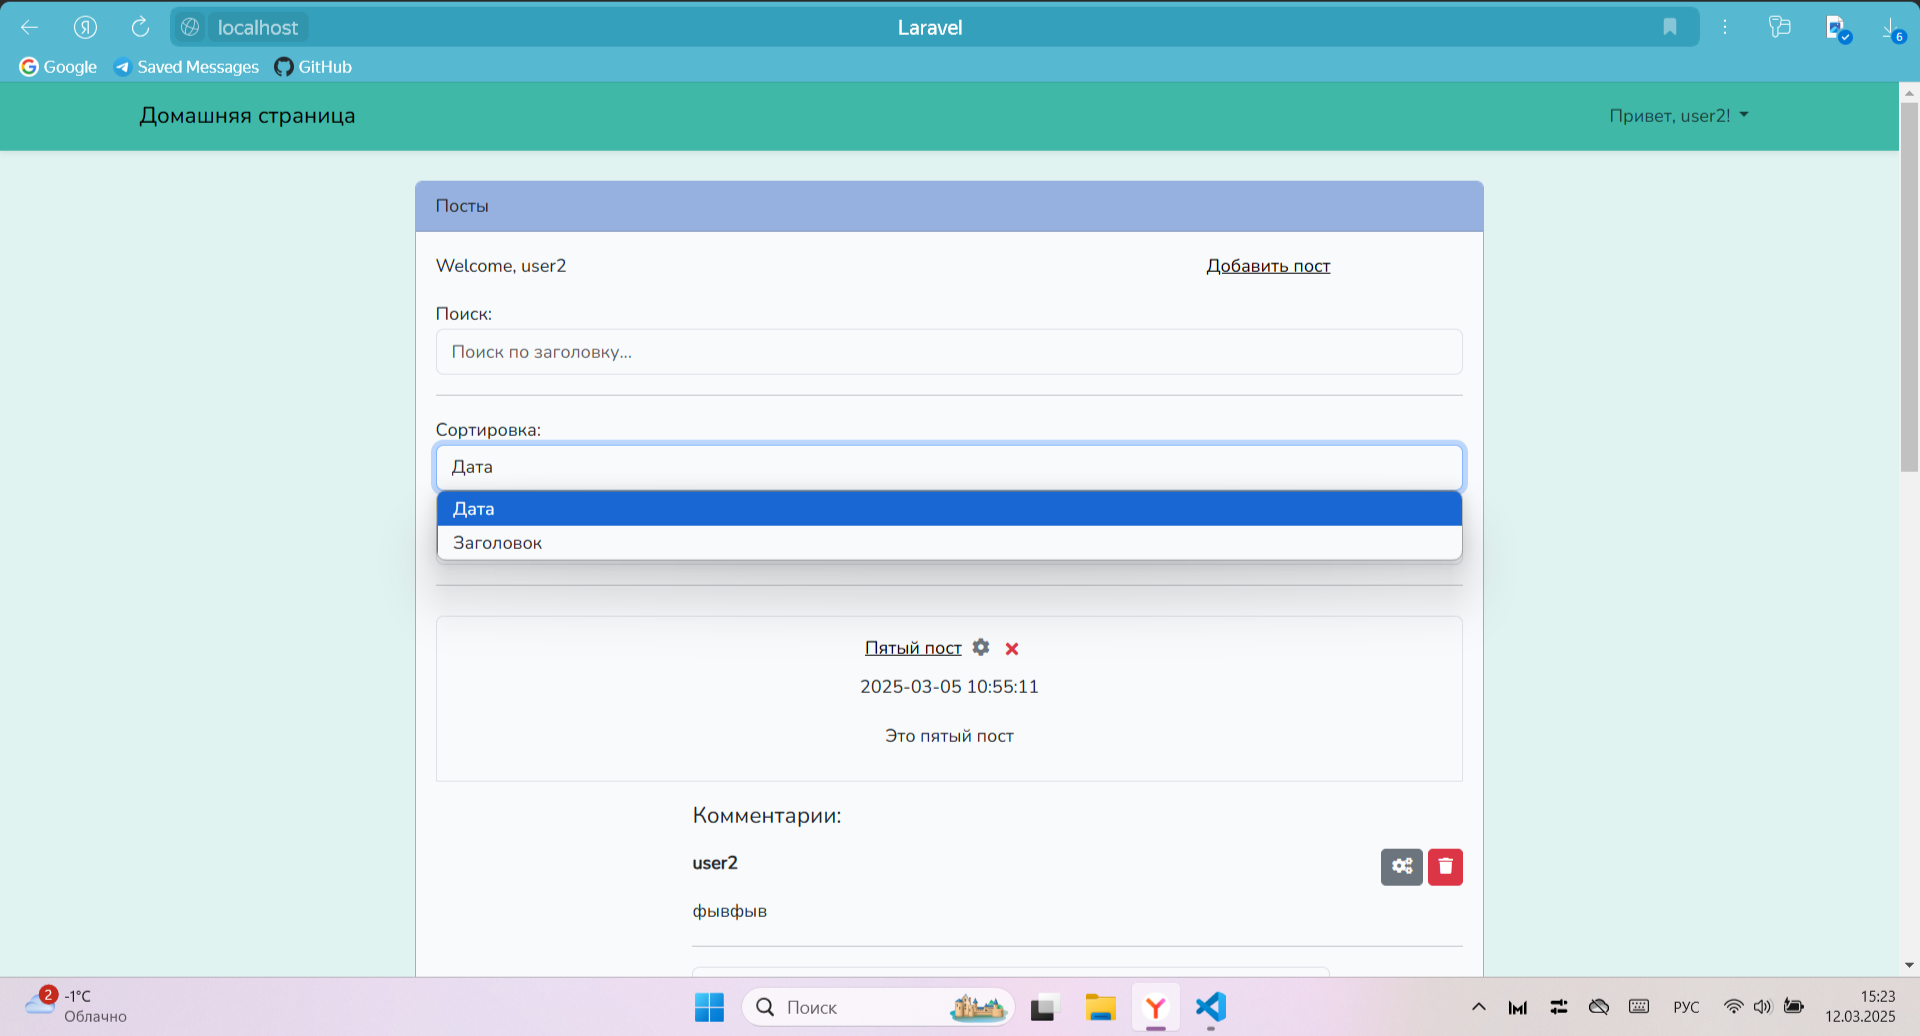 Я
localhost
Laravel
6
Google
Saved Messages
GitHub
Домашняя страница
Привет, user2!
Посты
Welcome, user2
Добавить пост
Поиск:
Поиск по заголовку...
Сортировка:
Дата
Дата
Заголовок
Пятый пост
2025-03-05 10:55:11
Это пятый пост
Комментарии:
user2
фывфыв
2
-1°C
Облачно
Поиск
РУС
15:23
12.03.2025